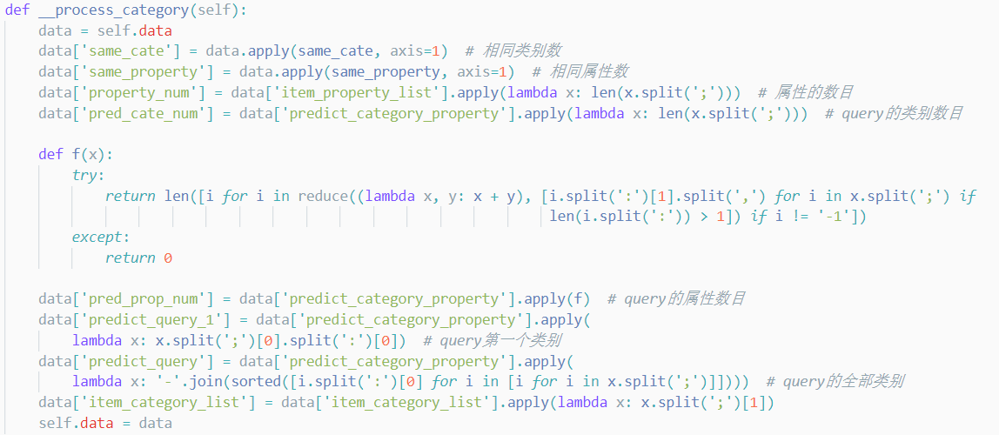 def __process_category(self):
    data = self.data
    data['same_cate'] = data.apply(same_cate, axis=1)  # 相同类别数
    data['same_property'] = data.apply(same_property, axis=1)  # 相同属性数
    data['property_num'] = data['item_property_list'].apply(lambda x: len(x.split(';')))  # 属性的数目
    data['pred_cate_num'] = data['predict_category_property'].apply(lambda x: len(x.split(';')))  # query的类别数目
    def f(x):
        try:
            return len([i for i in reduce((lambda x, y: x + y), [i.split(':')[1].split(',') for i in x.split(';') if
                                                                 len(i.split(':')) > 1]) if i != '-1'])
        except:
            return 0
    data['pred_prop_num'] = data['predict_category_property'].apply(f)  # query的属性数目
    data['predict_query_1'] = data['predict_category_property'].apply(
        lambda x: x.split(';')[0].split(':')[0])  # query第一个类别
    data['predict_query'] = data['predict_category_property'].apply(
        lambda x: '-'.join(sorted([i.split(':')[0] for i in [i for i in x.split(';')]])))  # query的全部类别
    data['item_category_list'] = data['item_category_list'].apply(lambda x: x.split(';')[1])
    self.data = data